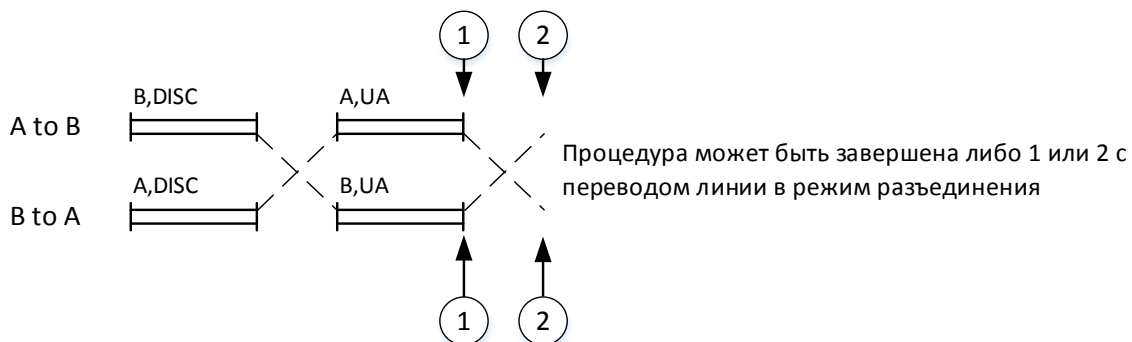 1 2
B,DISC A,UA
A to B
Процедура может быть завершена либо 1 или 2 с
переводом линии в режим разъединения
A,DISC B,UA
B to A
1 2